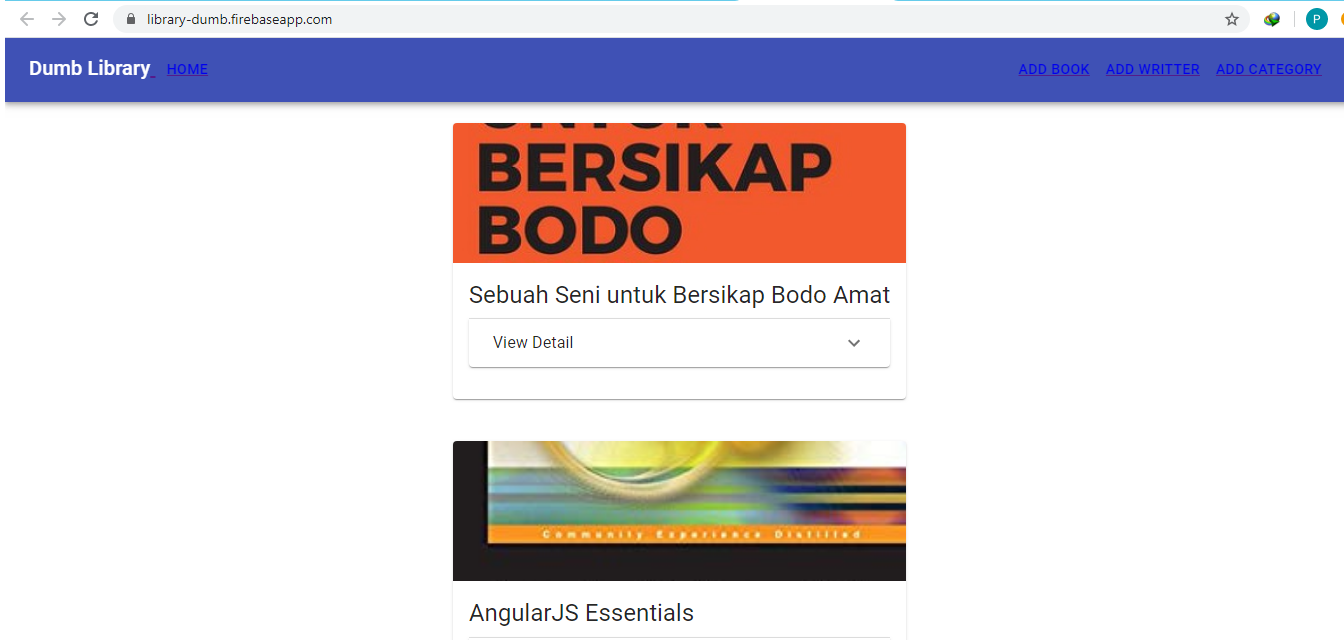 library-dumb.firebaseapp.com
P
Dumb Library HOME ADD BOOK ADD WRITTER ADD CATEGORY
UNTUK
BERSIKAP
BODO
Sebuah Seni untuk Bersikap Bodo Amat
View Detail
Community Experience Distilled
AngularJS Essentials